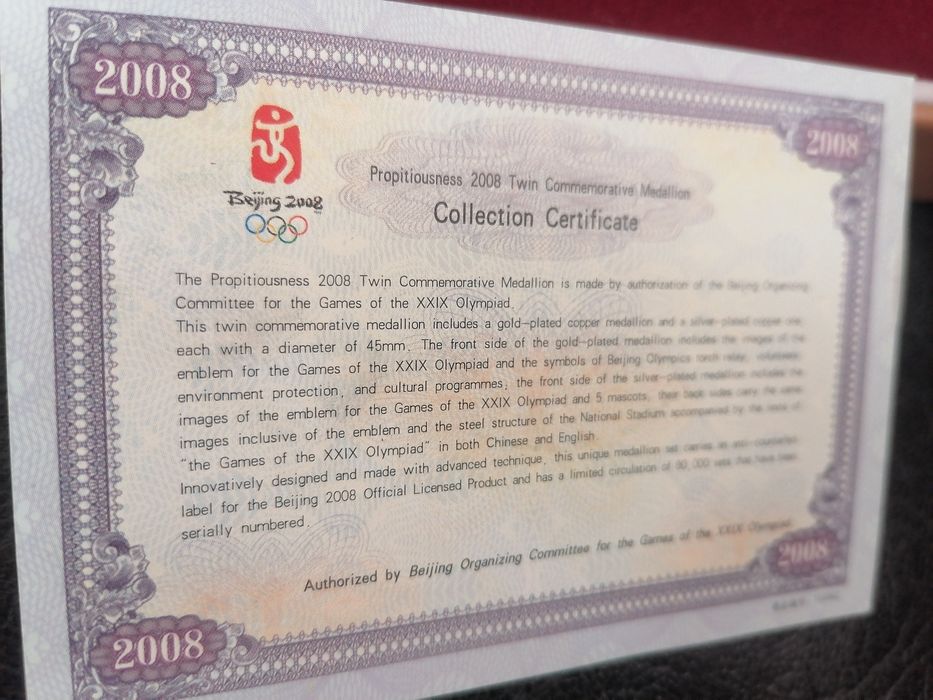 2008
2008
Beijing 2008
Propitiousness 2008 Twin Commemorative Medallion
Collection Certificate
The Propitiousness 2008 Twin Commemorative Medallion is made by authorization of the Beijing Organizing
Committee for the Games of the XXIX Olympiad.
This twin commemorative medallion includes a gold-plated copper medallion and a silver-plated copper one,
each with a diameter of 45mm. The front side of the gold-plated medallion includes the images of the
emblem for the Games of the XXIX Olympiad and the symbols of Beijing Olympics torch relay, volunteers,
environment protection, and cultural programmes; the front side of the silver-plated medallion includes the
images of the emblem for the Games of the XXIX Olympiad and 5 mascots, their back sides carry the same
images inclusive of the emblem and the steel structure of the National Stadium accompanied by the texts of
"the Games of the XXIX Olympiad" in both Chinese and English.
Innovatively designed and made with advanced technique, this unique medallion set carries an anti-counterfeit
label for the Beijing 2008 Official Licensed Product and has a limited circulation of 000 sets that have been
serially numbered.
Authorized by Beijing Organizing Committee for the Games of the XXIX Olympiad
2008
2008